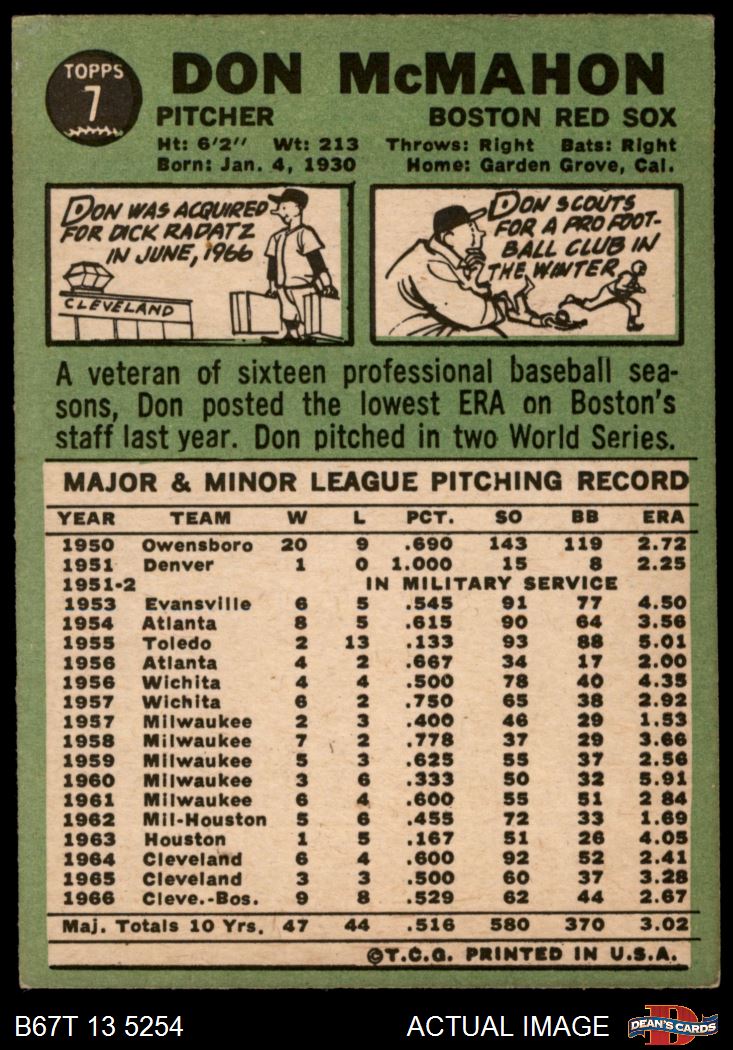 TOPPS
7
DON McMAHON
PITCHER BOSTON RED SOX
Ht: 6'2" Wt: 213 Throws: Right Bats: Right
Born: Jan. 4, 1930 Home: Garden Grove, Cal.
DON WAS ACQUIRED
FOR DICK RADATZ
IN JUNE, 1966
CLEVELAND
DON SCOUTS
FOR A PRO FOOT-
BALL CLUB IN
THE WINTER
A veteran of sixteen professional baseball sea-
sons, Don posted the lowest ERA on Boston's
staff last year. Don pitched in two World Series.
MAJOR & MINOR LEAGUE PITCHING RECORD
YEAR TEAM W L PCT. SO BB ERA
1950 Owensboro 20 9 .690 143 119 2.72
1951 Denver 1 0 1.000 15 8 2.25
1951-2 IN MILITARY SERVICE
1953 Evansville 6 5 .545 91 77 4.50
1954 Atlanta 8 5 .615 90 64 3.56
1955 Toledo 2 13 .133 93 88 5.01
1956 Atlanta 4 2 .667 34 17 2.00
1956 Wichita 4 4 .500 78 40 4.35
1957 Wichita 6 2 .750 65 38 2.92
1957 Milwaukee 2 3 .400 46 29 1.53
1958 Milwaukee 7 2 .778 37 29 3.66
1959 Milwaukee 5 3 .625 55 37 2.56
1960 Milwaukee 3 6 .333 50 32 5.91
1961 Milwaukee 6 4 .600 55 51 2 84
1962 Mil-Houston 5 6 .455 72 33 1.69
1963 Houston 1 5 .167 51 26 4.05
1964 Cleveland 6 4 .600 92 52 2.41
1965 Cleveland 3 3 .500 60 37 3.28
1966 Cleve.-Bos. 9 8 .529 62 44 2.67
Maj. Totals 10 Yrs. 47 44 .516 580 370 3.02
©T.C.G. PRINTED IN U.S.A.
B67T 13 5254 ACTUAL IMAGE
D
DEAN'S CARDS